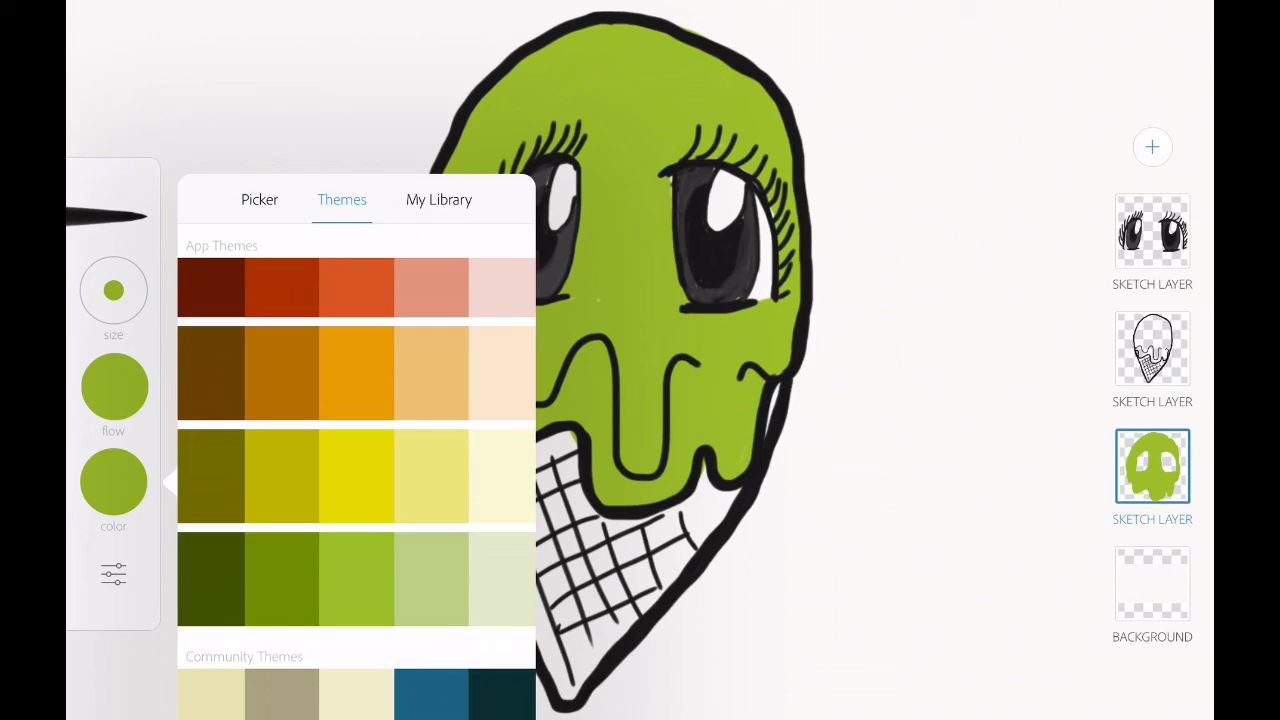 Picker Themes My Library
App Themes
size
flow
color
Community Themes
SKETCH LAYER
SKETCH LAYER
SKETCH LAYER
BACKGROUND